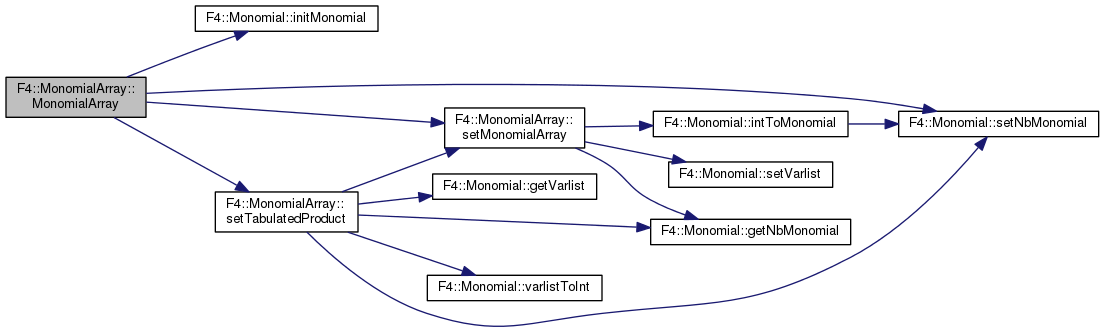 F4::Monomial::initMonomial
F4::MonomialArray::
MonomialArray
F4::MonomialArray::
setMonomialArray
F4::Monomial::intToMonomial
F4::Monomial::setNbMonomial
F4::Monomial::setVarlist
F4::Monomial::getVarlist
F4::MonomialArray::
setTabulatedProduct
F4::Monomial::getNbMonomial
F4::Monomial::varlistToInt